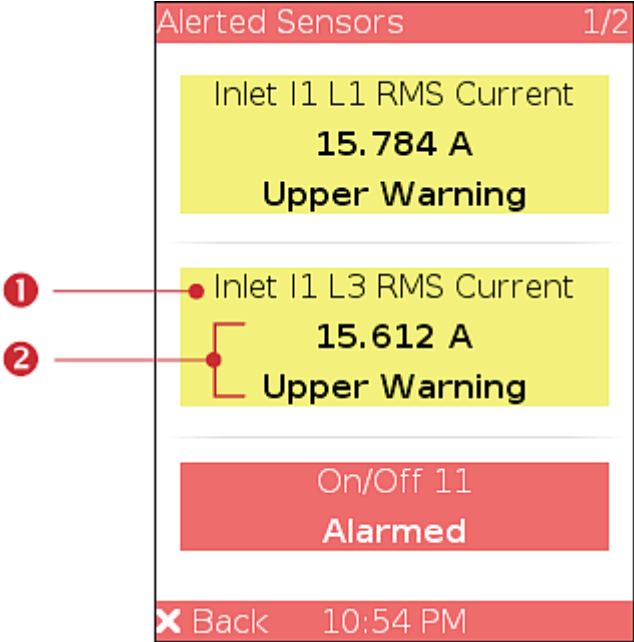 Alerted Sensors 1/2
Inlet I1 L1 RMS Current
15.784 A
Upper Warning
1 Inlet I1 L3 RMS Current
2 15.612 A
Upper Warning
On/Off 11
Alarmed
Back 10:54 PM